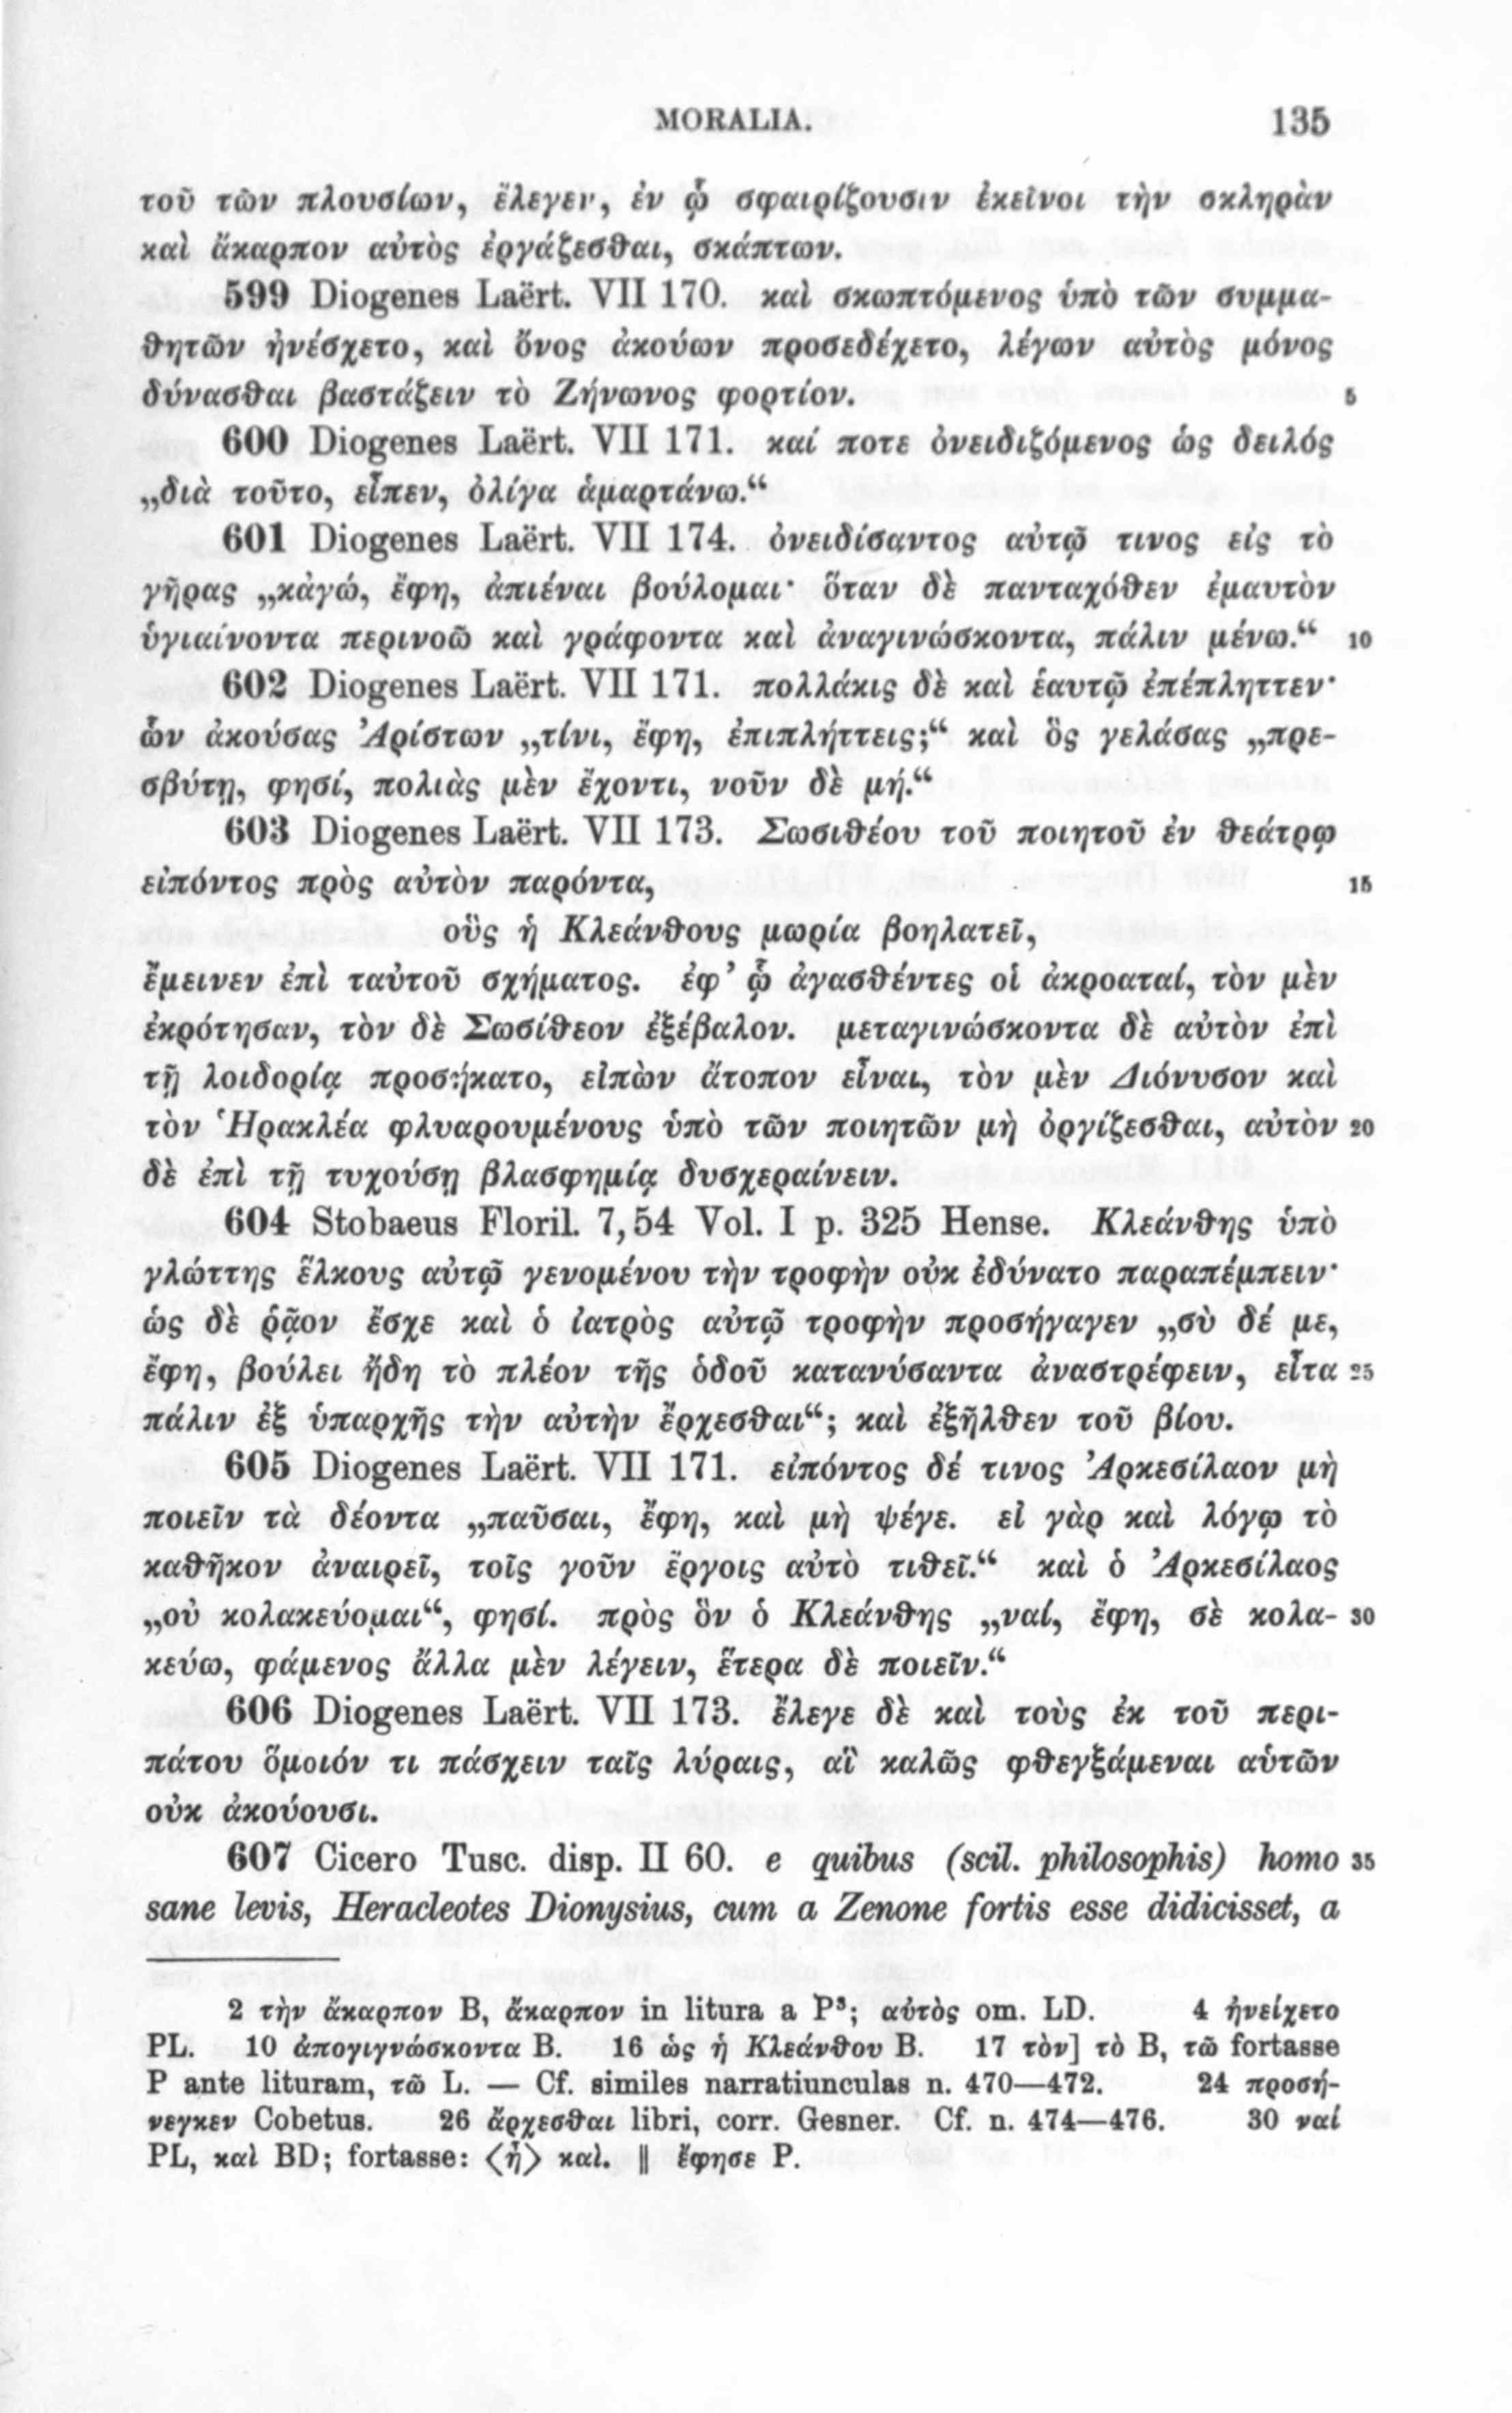 MORALIA. 135
τοῦ τῶν πλουσίων, ἔλεγεν, ἐν ᾧ σφαιρίζουσιν ἐκεῖνοι τὴν σκληρὰν
καὶ ἄκαρπον αὐτὸς ἐργάζεσθαι, σκάπτων.
599 Diogenes Laërt. VII 170. καὶ σκωπτόμενος ὑπὸ τῶν συμμα-
θητῶν ἠνέσχετο, καὶ ὄνος ἀκούων προσεδέχετο, λέγων αὐτὸς μόνος
δύνασθαι βαστάζειν τὸ Ζήνωνος φορτίον. 5
600 Diogenes Laërt. VII 171. καί ποτε ὀνειδιζόμενος ὡς δειλός
„διὰ τοῦτο, εἶπεν, ὀλίγα ἁμαρτάνω.“
601 Diogenes Laërt. VII 174. ὀνειδίσαντος αὐτῷ τινος εἰς τὸ
γῆρας „κἀγώ, ἔφη, ἀπιέναι βούλομαι· ὅταν δὲ πανταχόθεν ἐμαυτὸν
ὑγιαίνοντα περινοῶ καὶ γράφοντα καὶ ἀναγινώσκοντα, πάλιν μένω.“ 10
602 Diogenes Laërt. VII 171. πολλάκις δὲ καὶ ἑαυτῷ ἐπέπληττεν·
ὧν ἀκούσας Ἀρίστων „τίνι, ἔφη, ἐπιπλήττεις;“ καὶ ὃς γελάσας „πρε-
σβύτῃ, φησί, πολιὰς μὲν ἔχοντι, νοῦν δὲ μή.“
603 Diogenes Laërt. VII 173. Σωσιθέου τοῦ ποιητοῦ ἐν θεάτρῳ
εἰπόντος πρὸς αὐτὸν παρόντα, 15
οὓς ἡ Κλεάνθους μωρία βοηλατεῖ,
ἔμεινεν ἐπὶ ταὐτοῦ σχήματος. ἐφ’ ᾧ ἀγασθέντες οἱ ἀκροαταί, τὸν μὲν
ἐκρότησαν, τὸν δὲ Σωσίθεον ἐξέβαλον. μεταγινώσκοντα δὲ αὐτὸν ἐπὶ
τῇ λοιδορίᾳ προσήκατο, εἰπὼν ἄτοπον εἶναι, τὸν μὲν Διόνυσον καὶ
τὸν Ἡρακλέα φλυαρουμένους ὑπὸ τῶν ποιητῶν μὴ ὀργίζεσθαι, αὐτὸν 20
δὲ ἐπὶ τῇ τυχούσῃ βλασφημίᾳ δυσχεραίνειν.
604 Stobaeus Floril. 7,54 Vol. I p. 325 Hense. Κλεάνθης ὑπὸ
γλώττης ἕλκους αὐτῷ γενομένου τὴν τροφὴν οὐκ ἐδύνατο παραπέμπειν·
ὡς δὲ ῥᾷον ἔσχε καὶ ὁ ἰατρὸς αὐτῷ τροφὴν προσήγαγεν „σὺ δέ με,
ἔφη, βούλει ἤδη τὸ πλέον τῆς ὁδοῦ κατανύσαντα ἀναστρέφειν, εἶτα 25
πάλιν ἐξ ὑπαρχῆς τὴν αὐτὴν ἔρχεσθαι“; καὶ ἐξῆλθεν τοῦ βίου.
605 Diogenes Laërt. VII 171. εἰπόντος δέ τινος Ἀρκεσίλαον μὴ
ποιεῖν τὰ δέοντα „παῦσαι, ἔφη, καὶ μὴ ψέγε. εἰ γὰρ καὶ λόγῳ τὸ
καθῆκον ἀναιρεῖ, τοῖς γοῦν ἔργοις αὐτὸ τιθεῖ.“ καὶ ὁ Ἀρκεσίλαος
„οὐ κολακεύομαι“, φησί. πρὸς ὃν ὁ Κλεάνθης „ναί, ἔφη, σὲ κολα- 30
κεύω, φάμενος ἄλλα μὲν λέγειν, ἕτερα δὲ ποιεῖν.“
606 Diogenes Laërt. VII 173. ἔλεγε δὲ καὶ τοὺς ἐκ τοῦ περι-
πάτου ὅμοιόν τι πάσχειν ταῖς λύραις, αἳ καλῶς φθεγξάμεναι αὑτῶν
οὐκ ἀκούουσι.
607 Cicero Tusc. disp. II 60. e quibus (scil. philosophis) homo 35
sane levis, Heracleotes Dionysius, cum a Zenone fortis esse didicisset, a
2 τὴν ἄκαρπον B, ἄκαρπον in litura a P³; αὐτὸς om. LD. 4 ἠνείχετο
PL. 10 ἀπογιγνώσκοντα B. 16 ὡς ἡ Κλεάνθου B. 17 τὸν] τὸ B, τῶ fortasse
P ante lituram, τῶ L. — Cf. similes narratiunculas n. 470—472. 24 προσή-
νεγκεν Cobetus. 26 ἄρχεσθαι libri, corr. Gesner. Cf. n. 474—476. 30 ναί
PL, καὶ BD; fortasse: ⟨ἦ⟩ καὶ. ‖ ἔφησε P.